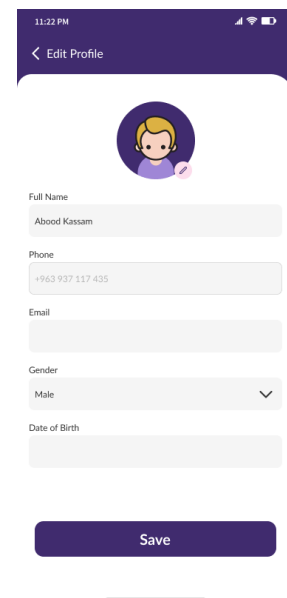 11:22 PM
Edit Profile
Full Name
Abood Kassam
Phone
+963 937 117 435
Email
Gender
Male
Date of Birth
Save